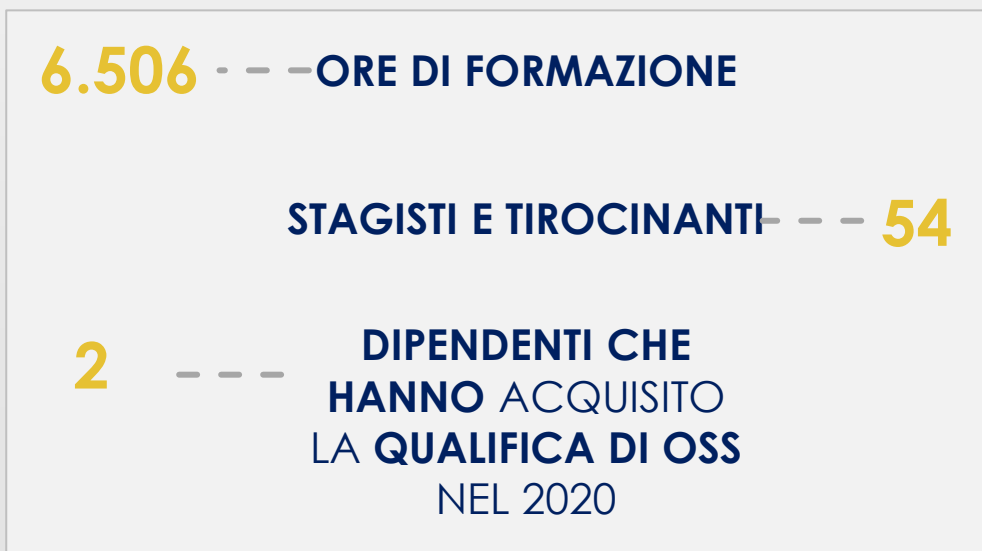 6.506 ORE DI FORMAZIONE
STAGISTI E TIROCINANTI 54
2
DIPENDENTI CHE
HANNO ACQUISITO
LA QUALIFICA DI OSS
NEL 2020